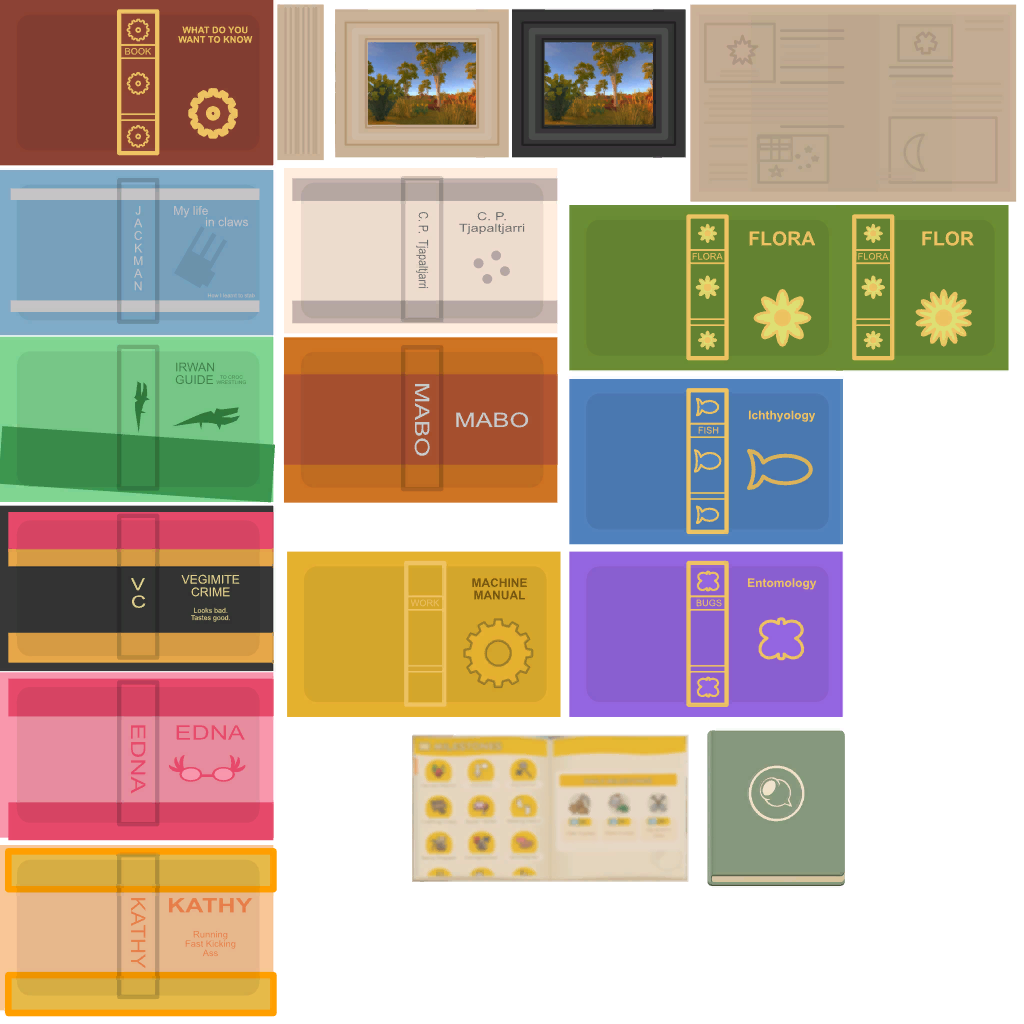 WHAT DO YOU
WANT TO KNOW
BOOK
JACKMAN
My life
in claws
C. P. Tjapaltjarri
C. P.
Tjapaltjarri
FLORA
FLORA
FLORA
FLOR
IRWAN
GUIDE TO CROC
WRESTLING
MABO
MABO
Ichthyology
FISH
V
C
VEGIMITE
CRIME
Looks bad.
Tastes good.
WORK
MACHINE
MANUAL
BUGS
Entomology
EDNA
EDNA
KATHY
KATHY
Running
Fast Kicking
Ass